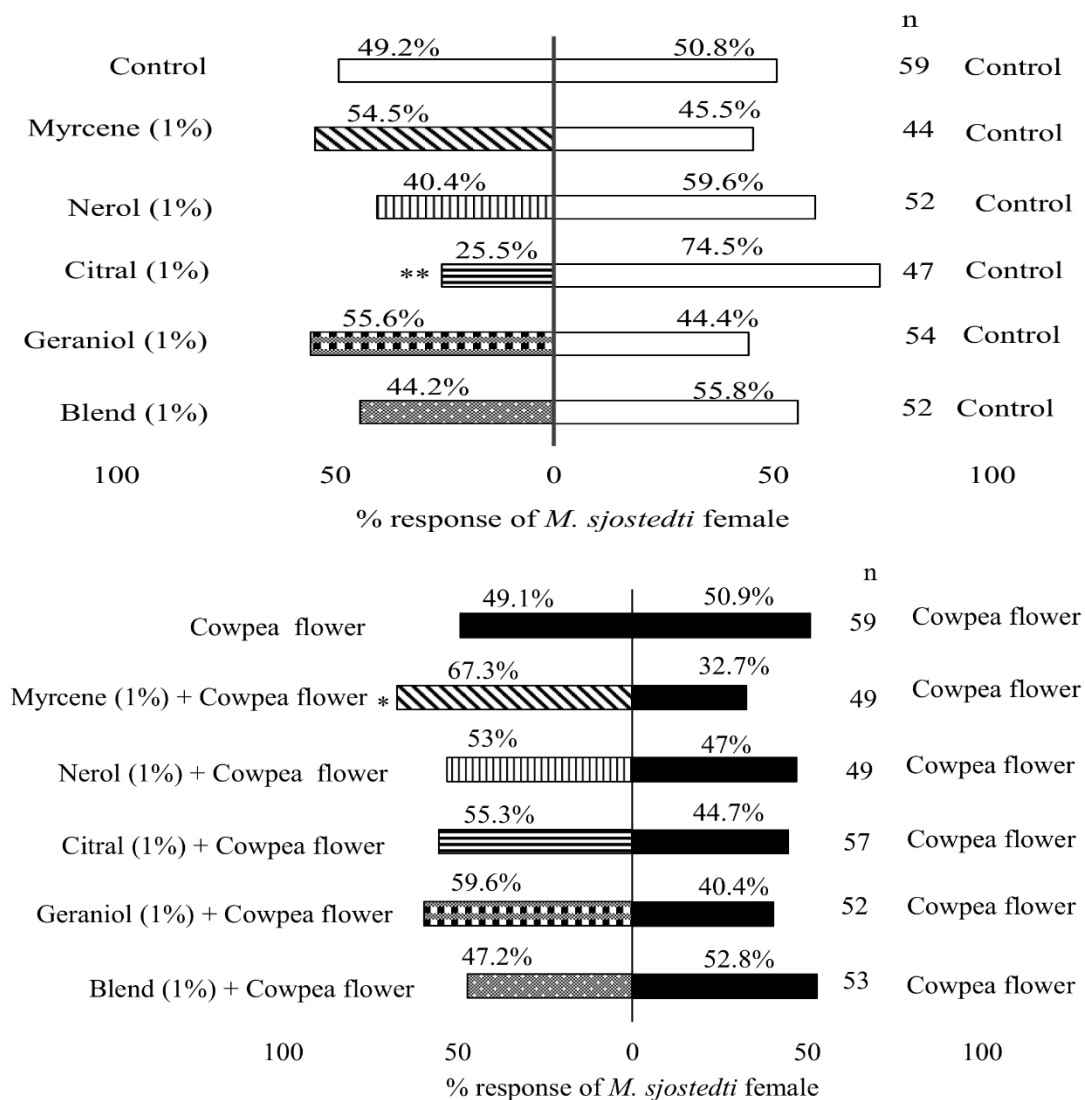 n
49.2% 50.8%
Control 59 Control
54.5% 45.5%
Myrcene (1%) 44 Control
40.4% 59.6%
Nerol (1%) 52 Control
25.5% 74.5%
Citral (1%) ** 47 Control
55.6% 44.4%
Geraniol (1%) 54 Control
44.2% 55.8%
Blend (1%) 52 Control
100 50 0 50 100
% response of M. sjostedti female
n
49.1% 50.9%
Cowpea flower 59 Cowpea flower
67.3% 32.7%
Myrcene (1%) + Cowpea flower * 49 Cowpea flower
53% 47%
Nerol (1%) + Cowpea flower 49 Cowpea flower
55.3% 44.7%
Citral (1%) + Cowpea flower 57 Cowpea flower
59.6% 40.4%
Geraniol (1%) + Cowpea flower 52 Cowpea flower
47.2% 52.8%
Blend (1%) + Cowpea flower 53 Cowpea flower
100 50 0 50 100
% response of M. sjostedti female